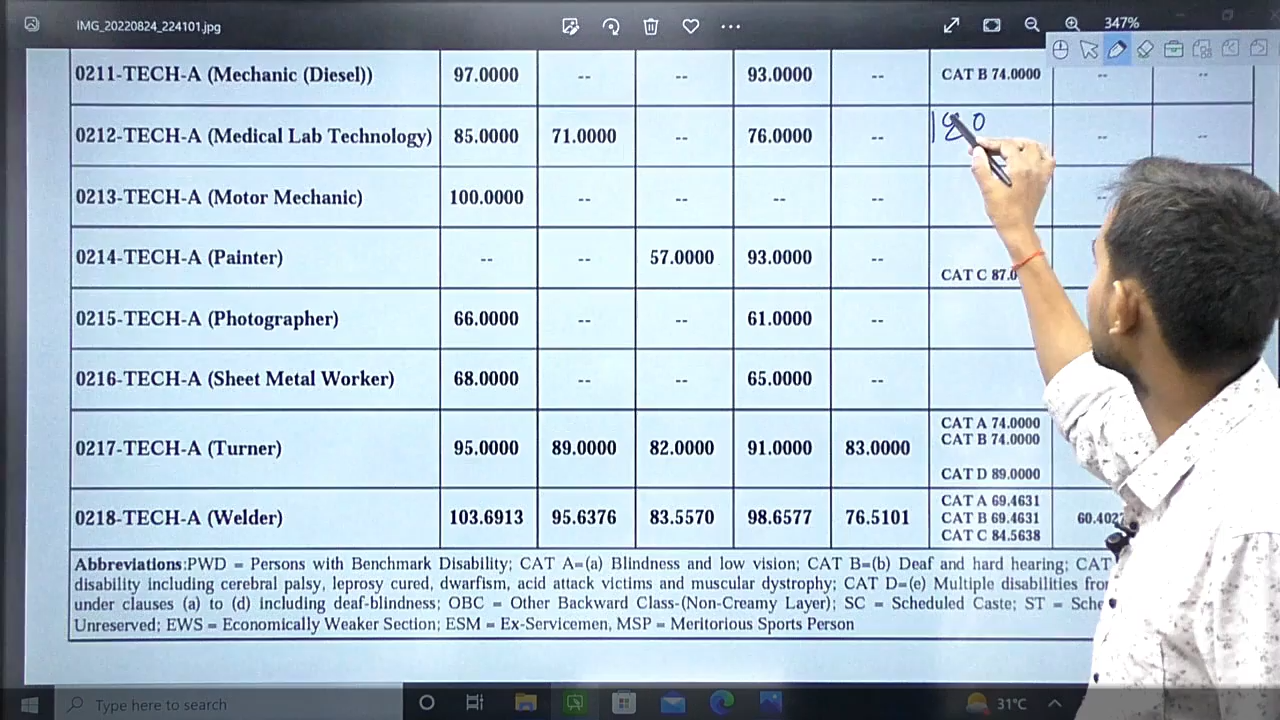 IMG_20220824_224101.jpg
347%
0211-TECH-A (Mechanic (Diesel)) 97.0000 -- -- 93.0000 -- CAT B 74.0000 -- --
0212-TECH-A (Medical Lab Technology) 85.0000 71.0000 -- 76.0000 -- 180 -- --
0213-TECH-A (Motor Mechanic) 100.0000 -- -- -- -- --
0214-TECH-A (Painter) -- -- 57.0000 93.0000 -- CAT C 87.0
0215-TECH-A (Photographer) 66.0000 -- -- 61.0000 --
0216-TECH-A (Sheet Metal Worker) 68.0000 -- -- 65.0000 --
0217-TECH-A (Turner) 95.0000 89.0000 82.0000 91.0000 83.0000 CAT A 74.0000
CAT B 74.0000
CAT D 89.0000
0218-TECH-A (Welder) 103.6913 95.6376 83.5570 98.6577 76.5101 CAT A 69.4631
CAT B 69.4631 60.402
CAT C 84.5638
Abbreviations:PWD = Persons with Benchmark Disability; CAT A=(a) Blindness and low vision; CAT B=(b) Deaf and hard hearing; CAT
disability including cerebral palsy, leprosy cured, dwarfism, acid attack victims and muscular dystrophy; CAT D=(e) Multiple disabilities from
under clauses (a) to (d) including deaf-blindness; OBC = Other Backward Class-(Non-Creamy Layer); SC = Scheduled Caste; ST = Sche
Unreserved; EWS = Economically Weaker Section; ESM = Ex-Servicemen, MSP = Meritorious Sports Person
Type here to search
31°C